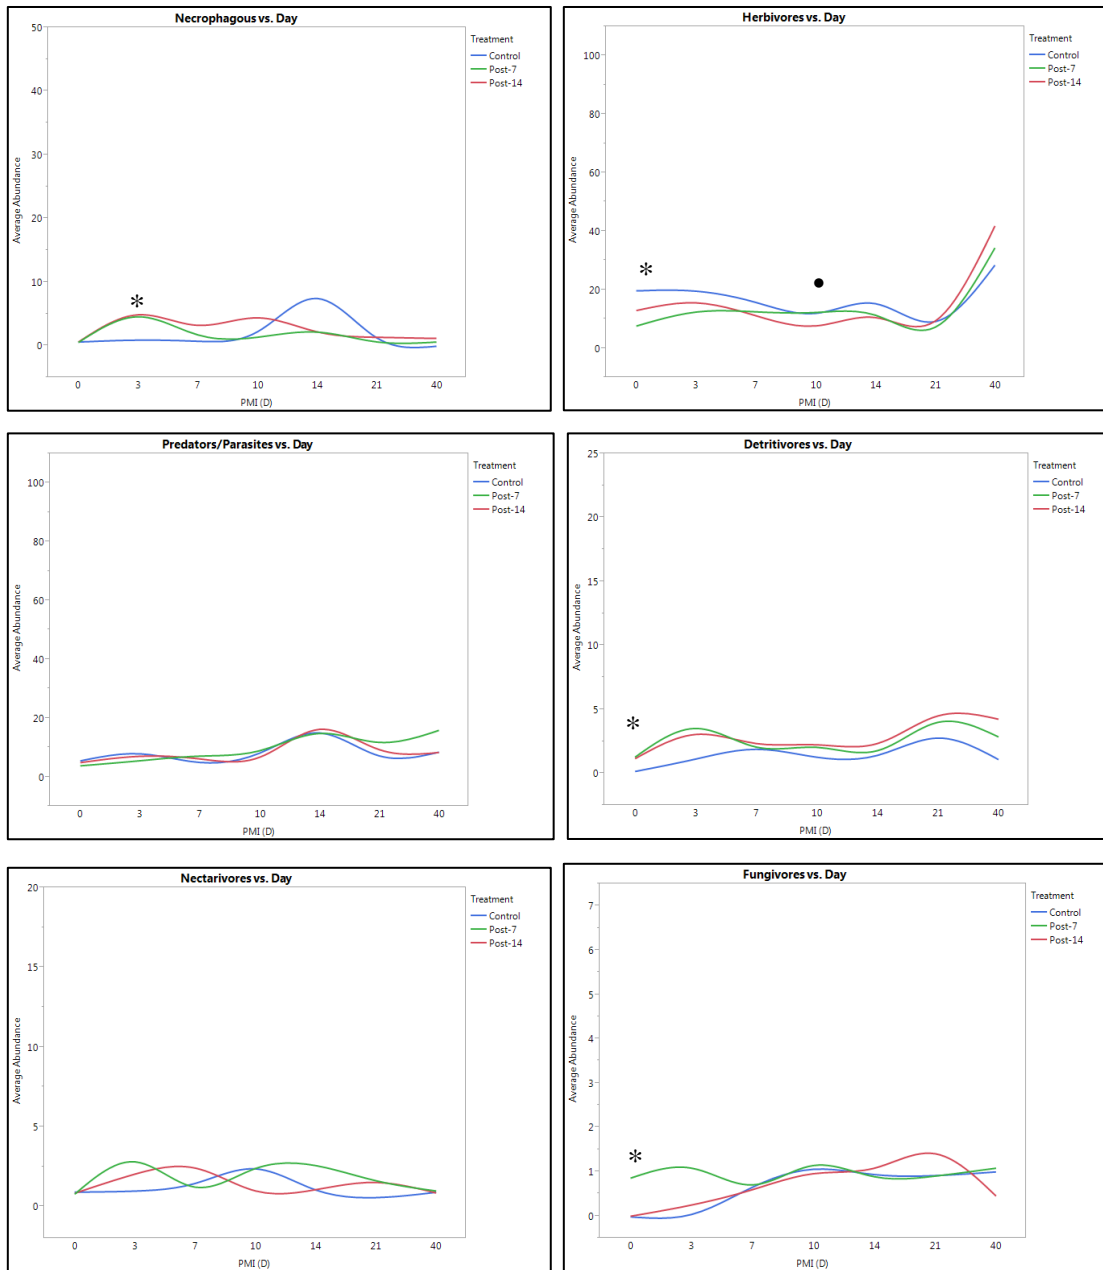 Necrophagous vs. Day
50
40
30
20
10
0
Average Abundance
0 3 7 10 14 21 40
PMI (D)
Treatment
Control
Post-7
Post-14
Herbivores vs. Day
100
80
60
40
20
0
Average Abundance
0 3 7 10 14 21 40
PMI (D)
Treatment
Control
Post-7
Post-14
*
*
Predators/Parasites vs. Day
100
80
60
40
20
0
Average Abundance
0 3 7 10 14 21 40
PMI (D)
Treatment
Control
Post-7
Post-14
Detritivores vs. Day
25
20
15
10
5
0
Average Abundance
0 3 7 10 14 21 40
PMI (D)
Treatment
Control
Post-7
Post-14
*
Nectarivores vs. Day
20
15
10
5
0
Average Abundance
0 3 7 10 14 21 40
PMI (D)
Treatment
Control
Post-7
Post-14
Fungivores vs. Day
7
6
5
4
3
2
1
0
Average Abundance
0 3 7 10 14 21 40
PMI (D)
Treatment
Control
Post-7
Post-14
*